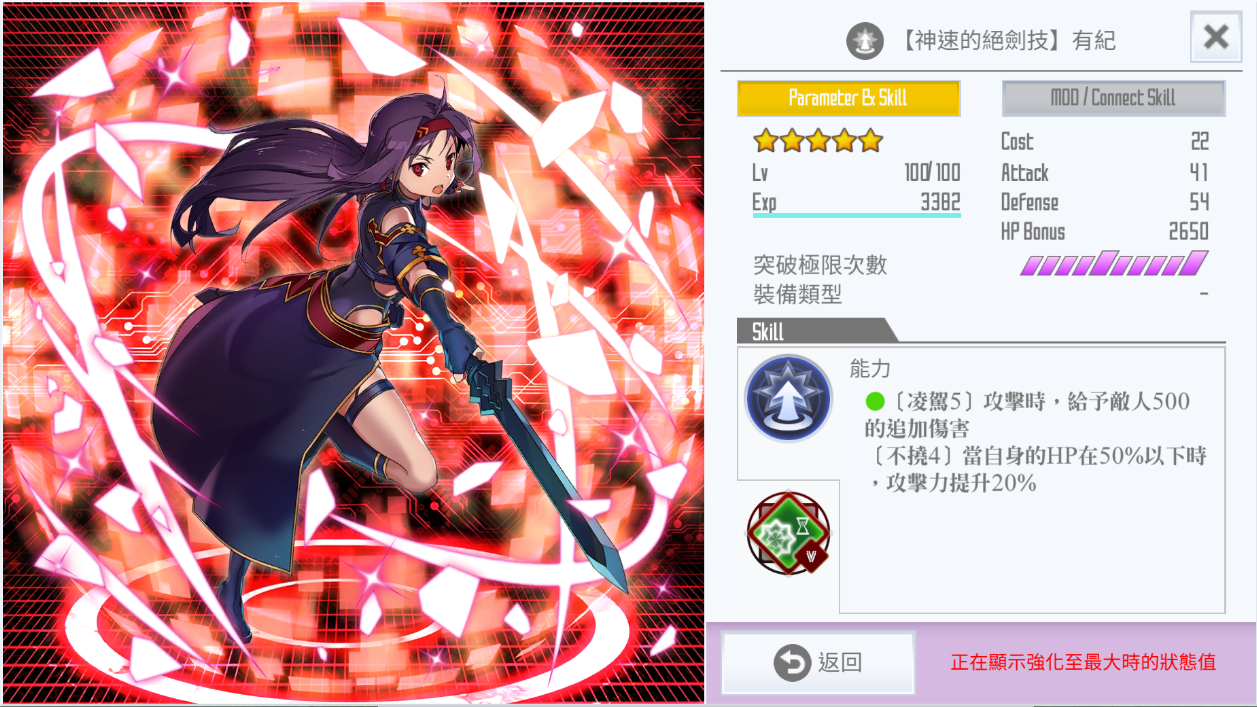 【神速的絕劍技】有紀
Parameter & Skill
MOD / Connect Skill
Lv 100/100
Exp 3382
Cost 22
Attack 41
Defense 54
HP Bonus 2650
突破極限次數
裝備類型 -
Skill
能力
〔凌駕5〕攻擊時，給予敵人500
的追加傷害
〔不撓4〕當自身的HP在50%以下時
，攻擊力提升20%
V
返回
正在顯示強化至最大時的狀態值